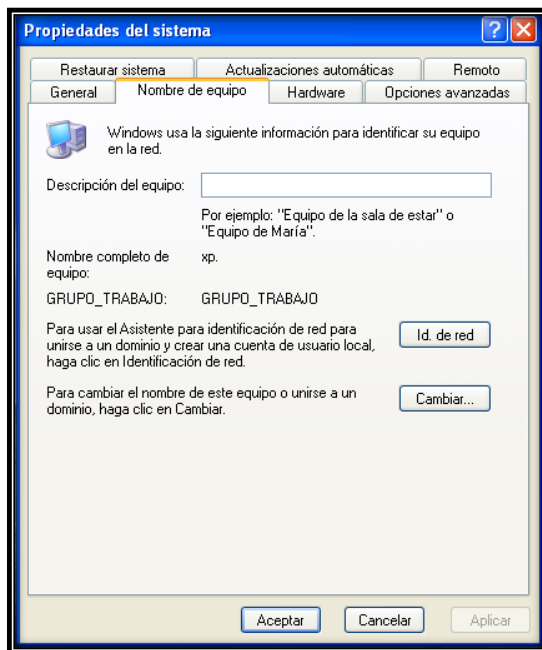 Propiedades del sistema
Restaurar sistema
Actualizaciones automáticas
Remoto
General
Nombre de equipo
Hardware
Opciones avanzadas
Windows usa la siguiente información para identificar su equipo
en la red.
Descripción del equipo:
Por ejemplo: "Equipo de la sala de estar" o
"Equipo de María".
Nombre completo de
equipo:
xp.
GRUPO_TRABAJO:
GRUPO_TRABAJO
Para usar el Asistente para identificación de red para
unirse a un dominio y crear una cuenta de usuario local,
haga clic en Identificación de red.
Id. de red
Para cambiar el nombre de este equipo o unirse a un
dominio, haga clic en Cambiar.
Cambiar...
Aceptar
Cancelar
Aplicar